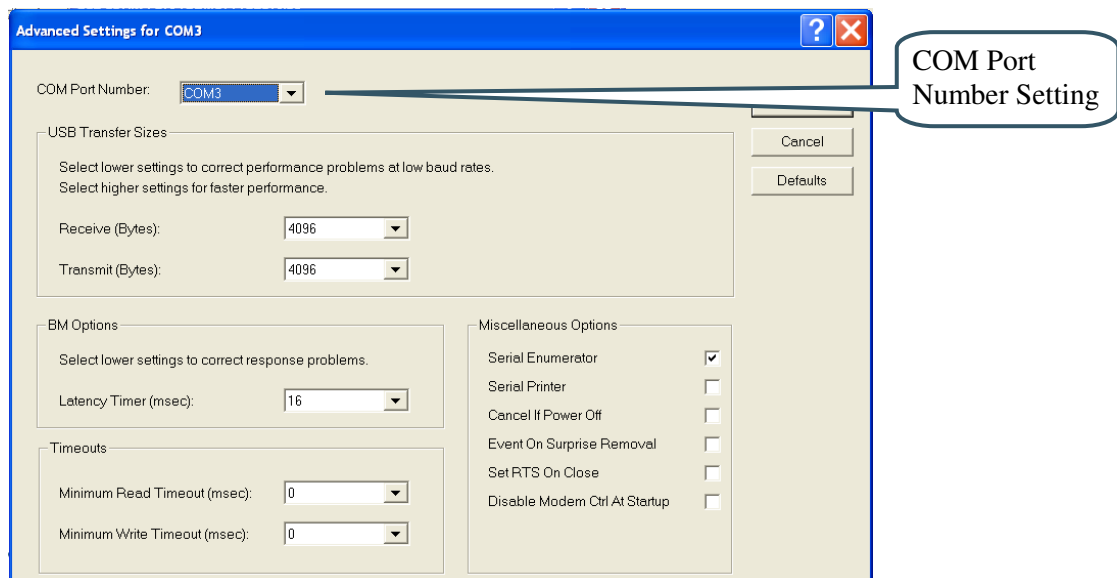 Advanced Settings for COM3
COM Port Number:
COM3
COM Port
Number Setting
USB Transfer Sizes
Cancel
Select lower settings to correct performance problems at low baud rates.
Select higher settings for faster performance.
Defaults
Receive (Bytes):
4096
Transmit (Bytes):
4096
BM Options
Select lower settings to correct response problems.
Latency Timer (msec):
16
Timeouts
Minimum Read Timeout (msec):
0
Minimum Write Timeout (msec):
0
Miscellaneous Options
Serial Enumerator
Serial Printer
Cancel If Power Off
Event On Surprise Removal
Set RTS On Close
Disable Modem Ctrl At Startup